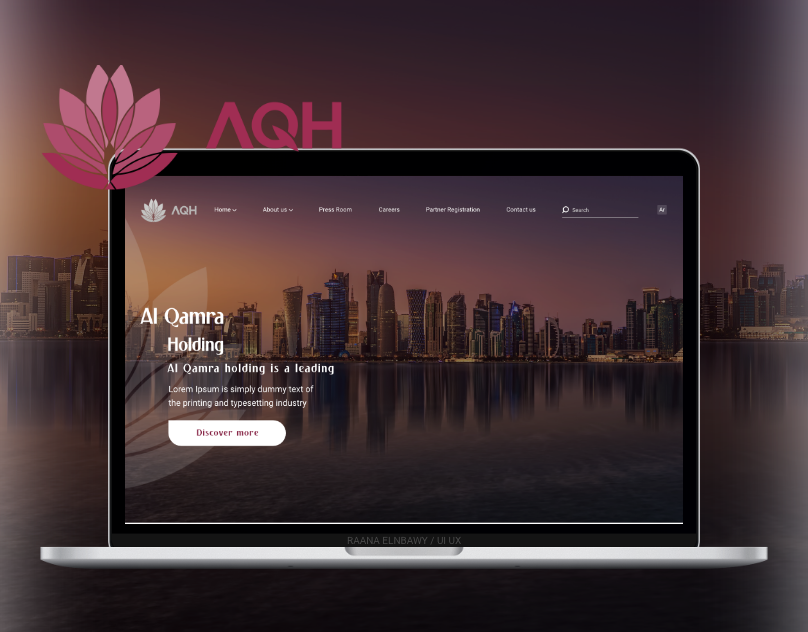 AQH
AQH
Home
About us
Press Room
Careers
Partner Registration
Contact us
Search
Ar
Al Qamra
Holding
Al Qamra holding is a leading
Lorem Ipsum is simply dummy text of
the printing and typesetting industry
Discover more
RAANA ELNBAWY / UI UX